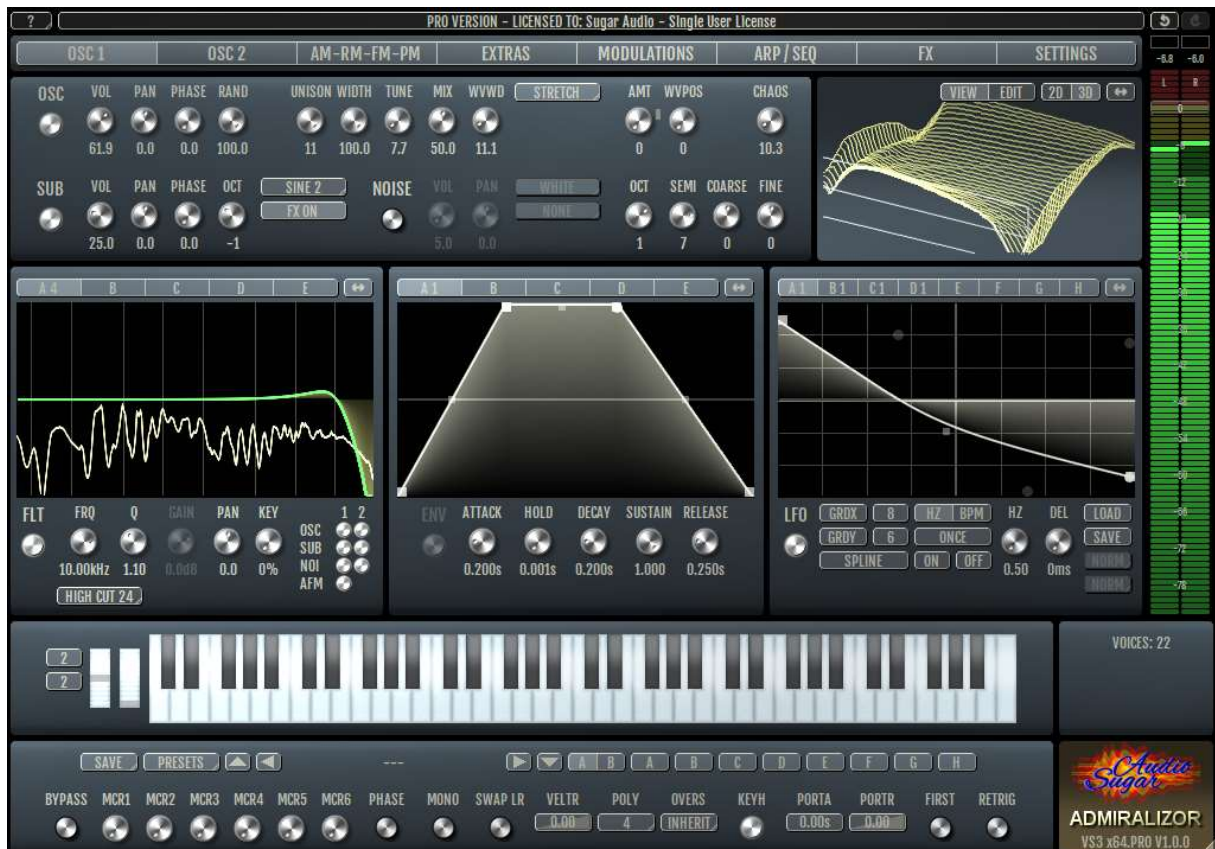 ? PRO VERSION - LICENSED TO: Sugar Audio - Single User License
OSC 1 OSC 2 AM-RM-FM-PM EXTRAS MODULATIONS ARP / SEQ FX SETTINGS
-6.8 -6.0
L R
OSC VOL PAN PHASE RAND UNISON WIDTH TUNE MIX WVWD STRETCH AMT WVPOS CHAOS
61.9 0.0 0.0 100.0 11 100.0 7.7 50.0 11.1 0 0 10.3
VIEW EDIT 2D 3D
SUB VOL PAN PHASE OCT SINE 2 NOISE VOL PAN WHITE OCT SEMI COARSE FINE
FX ON NONE
25.0 0.0 0.0 -1 5.0 0.0 1 7 0 0
A 4 B C D E
A 1 B C D E
A 1 B 1 C 1 D 1 E F G H
0
-12
-72
-78
FLT FRQ Q GAIN PAN KEY 1 2
OSC
SUB
NOI
AFM
10.00kHz 1.10 0.0dB 0.0 0%
HIGH CUT 24
ENV ATTACK HOLD DECAY SUSTAIN RELEASE
0.200s 0.001s 0.200s 1.000 0.250s
LFO GRDX 8 HZ BPM HZ DEL LOAD
GRDY 6 ONCE SAVE
SPLINE ON OFF 0.50 0ms NORM
NORM
2
2
VOICES: 22
SAVE PRESETS --- A B A B C D E F G H
BYPASS MCR1 MCR2 MCR3 MCR4 MCR5 MCR6 PHASE MONO SWAP LR VELTR POLY OVERS KEYH PORTA PORTR FIRST RETRIG
0.00 4 INHERIT 0.00s 0.00
Audio
Sugar
ADMIRALIZOR
VS3 x64.PRO V1.0.0